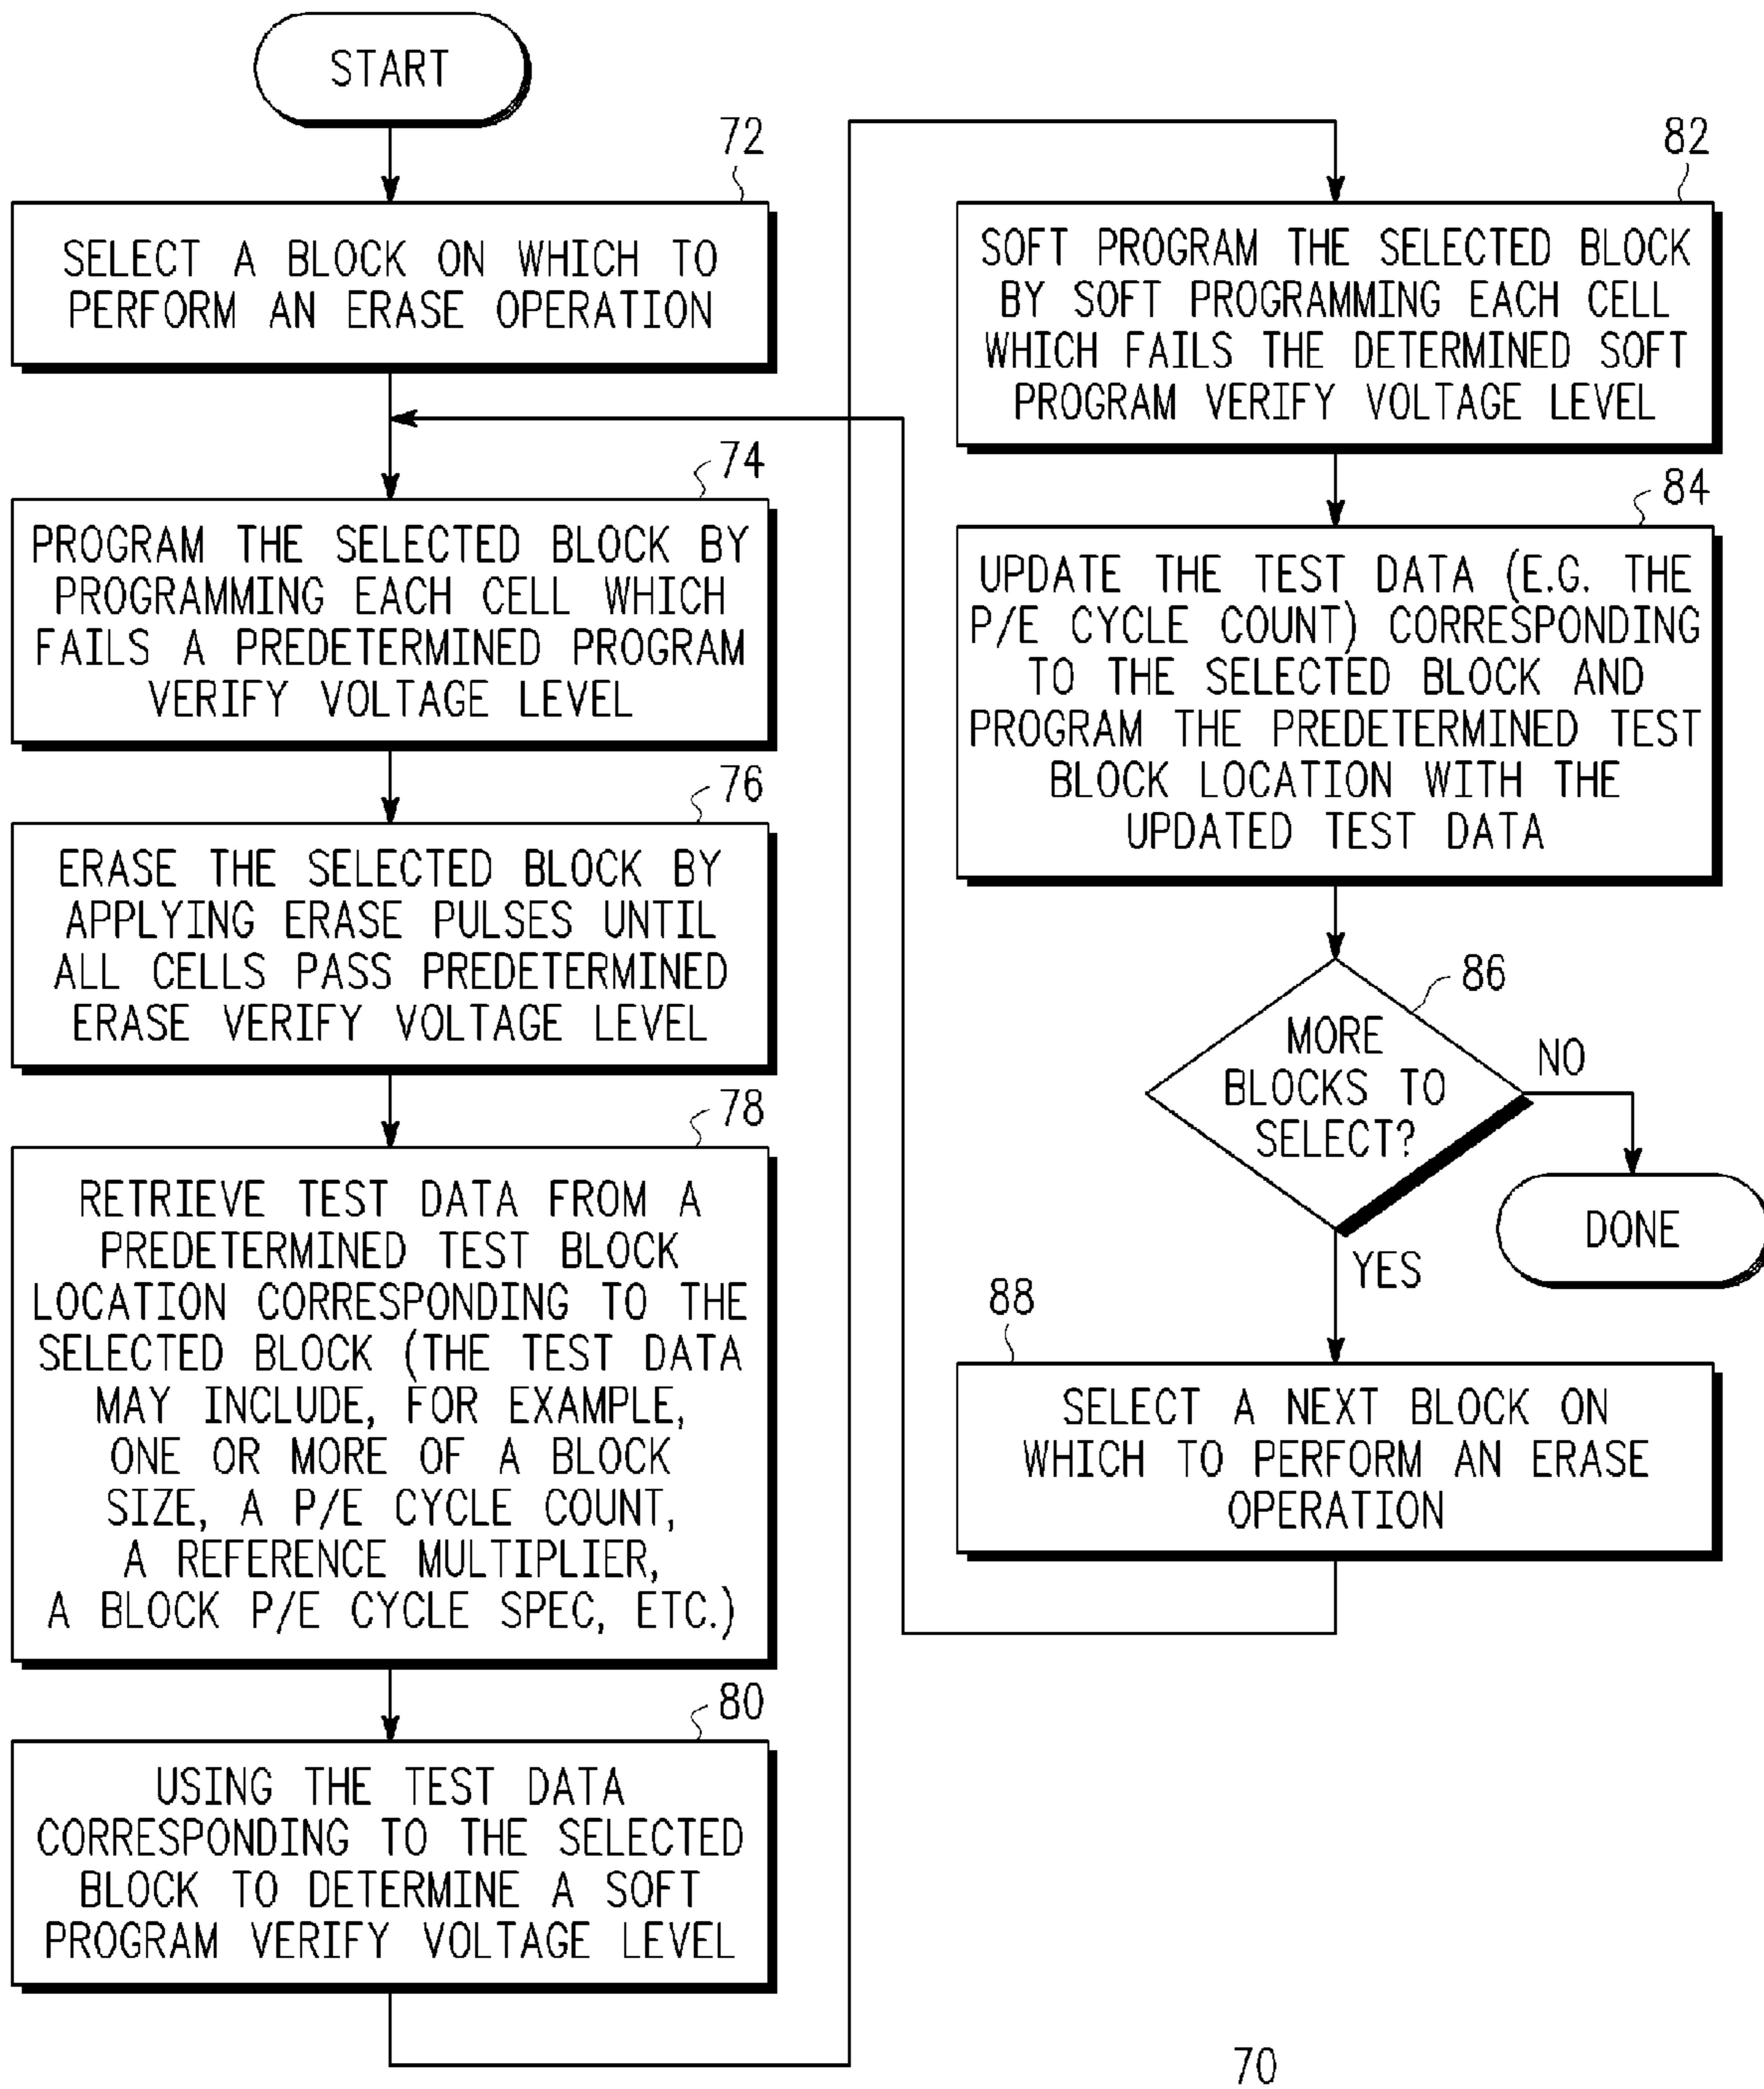 START
72
SELECT A BLOCK ON WHICH TO
PERFORM AN ERASE OPERATION
74
PROGRAM THE SELECTED BLOCK BY
PROGRAMMING EACH CELL WHICH
FAILS A PREDETERMINED PROGRAM
VERIFY VOLTAGE LEVEL
76
ERASE THE SELECTED BLOCK BY
APPLYING ERASE PULSES UNTIL
ALL CELLS PASS PREDETERMINED
ERASE VERIFY VOLTAGE LEVEL
78
RETRIEVE TEST DATA FROM A
PREDETERMINED TEST BLOCK
LOCATION CORRESPONDING TO THE
SELECTED BLOCK (THE TEST DATA
MAY INCLUDE, FOR EXAMPLE,
ONE OR MORE OF A BLOCK
SIZE, A P/E CYCLE COUNT,
A REFERENCE MULTIPLIER,
A BLOCK P/E CYCLE SPEC, ETC.)
80
USING THE TEST DATA
CORRESPONDING TO THE SELECTED
BLOCK TO DETERMINE A SOFT
PROGRAM VERIFY VOLTAGE LEVEL
82
SOFT PROGRAM THE SELECTED BLOCK
BY SOFT PROGRAMMING EACH CELL
WHICH FAILS THE DETERMINED SOFT
PROGRAM VERIFY VOLTAGE LEVEL
84
UPDATE THE TEST DATA (E.G. THE
P/E CYCLE COUNT) CORRESPONDING
TO THE SELECTED BLOCK AND
PROGRAM THE PREDETERMINED TEST
BLOCK LOCATION WITH THE
UPDATED TEST DATA
86
MORE
BLOCKS TO
SELECT?
NO
DONE
YES
88
SELECT A NEXT BLOCK ON
WHICH TO PERFORM AN ERASE
OPERATION
70